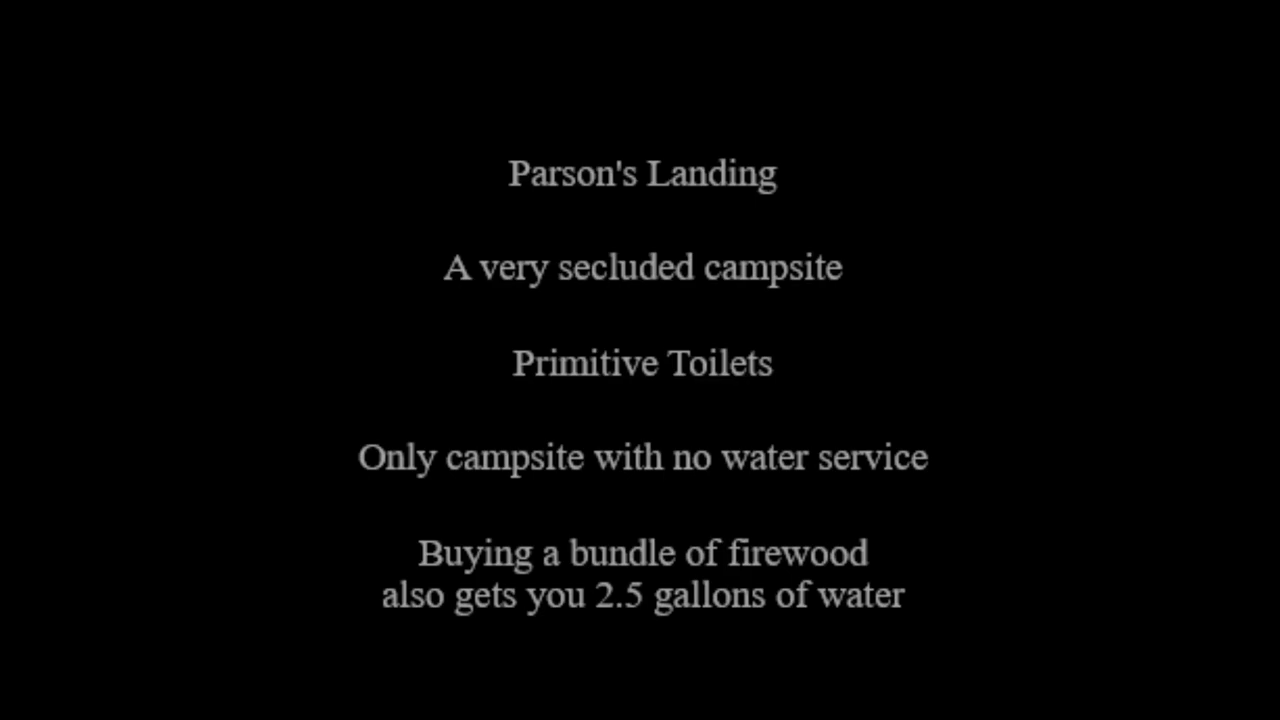 Parson's Landing
A very secluded campsite
Primitive Toilets
Only campsite with no water service
Buying a bundle of firewood
also gets you 2.5 gallons of water